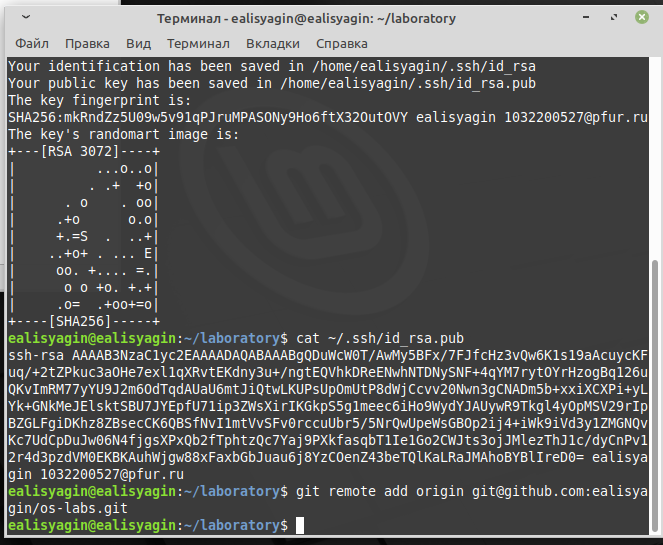 Терминал - ealisyagin@ealisyagin: ~/laboratory
Файл Правка Вид Терминал Вкладки Справка
Your identification has been saved in /home/ealisyagin/.ssh/id_rsa
Your public key has been saved in /home/ealisyagin/.ssh/id_rsa.pub
The key fingerprint is:
SHA256:mkRndZz5U09w5v91qPJruMPASONy9Ho6ftX32OutOVY ealisyagin 1032200527@pfur.ru
The key's randomart image is:
+---[RSA 3072]----+
|          ...o..o|
|         . .+  +o|
|      . o    . oo|
|     .+o      o.o|
|     +.=S  .  ..+|
|    ..+o+ . ... E|
|     oo. +.... =.|
|      o o +o. +.+|
|     .o=  .+oo+=o|
+----[SHA256]-----+
ealisyagin@ealisyagin:~/laboratory$ cat ~/.ssh/id_rsa.pub
ssh-rsa AAAAB3NzaC1yc2EAAAADAQABAAABgQDuWcW0T/AwMy5BFx/7FJfcHz3vQw6K1s19aAcuycKF
uq/+2tZPkuc3aOHe7exl1qXRvtEKdny3u+/ngtEQVhkDReENwhNTDNySNF+4qYM7rytOYrHzogBq126u
QKvImRM77yYU9J2m6OdTqdAUaU6mtJiQtwLKUPsUpOmUtP8dWjCcvv20Nwn3gCNADm5b+xxiXCXPi+yL
Yk+GNkMeJElsktSBU7JYEpfU71ip3ZWsXirIKGkpS5g1meec6iHo9WydYJAUywR9Tkgl4yOpMSV29rIp
BZGLFgiDKhz8ZBsecCK6QBSfNvI1mtVvSFv0rccuUbr5/5NrQwUpeWsGBOp2ij4+iWk9iVd3y1ZMGNQv
Kc7UdCpDuJw06N4fjgsXPxQb2fTphtzQc7Yaj9PXkfasqbT1Ie1Go2CWJts3ojJMlezThJ1c/dyCnPv1
2r4d3pzdVM0EKBKAuhWjgw88xFaxbGbJuau6j8YzCOenZ43beTQlKaLRaJMAhoBYBlIreD0= ealisya
gin 1032200527@pfur.ru
ealisyagin@ealisyagin:~/laboratory$ git remote add origin git@github.com:ealisya
gin/os-labs.git
ealisyagin@ealisyagin:~/laboratory$